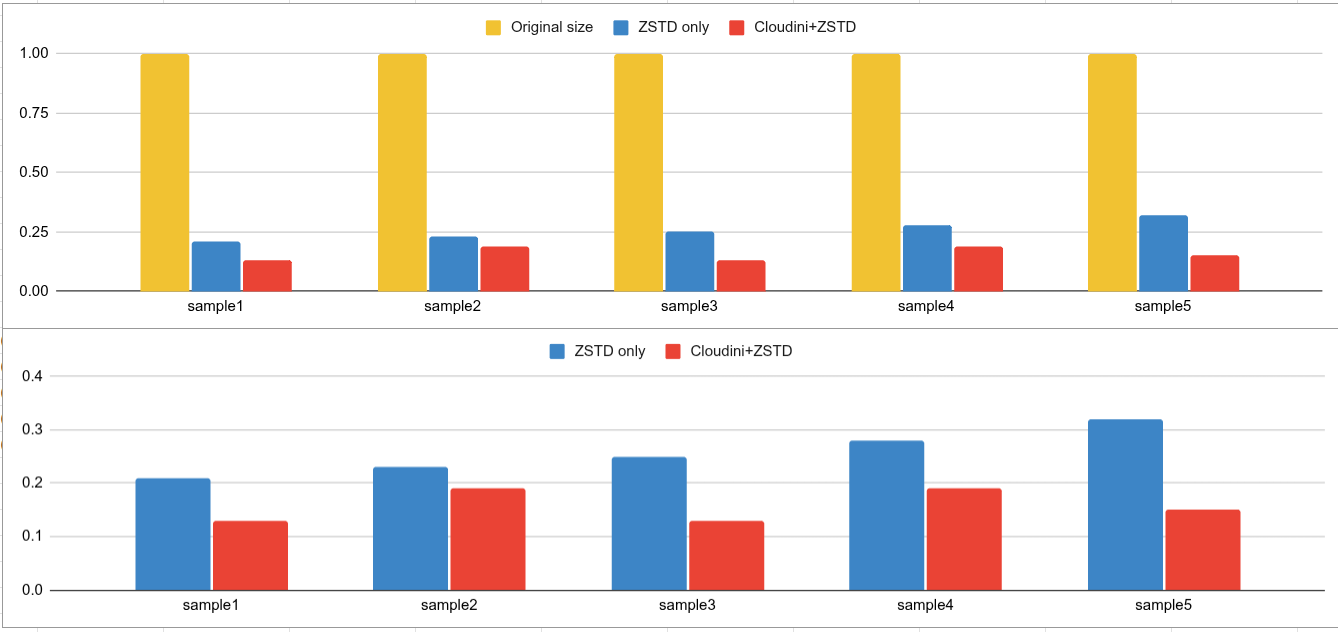 Original size ZSTD only Cloudini+ZSTD
1.00
0.75
0.50
0.25
0.00
sample1 sample2 sample3 sample4 sample5
ZSTD only Cloudini+ZSTD
0.4
0.3
0.2
0.1
0.0
sample1 sample2 sample3 sample4 sample5